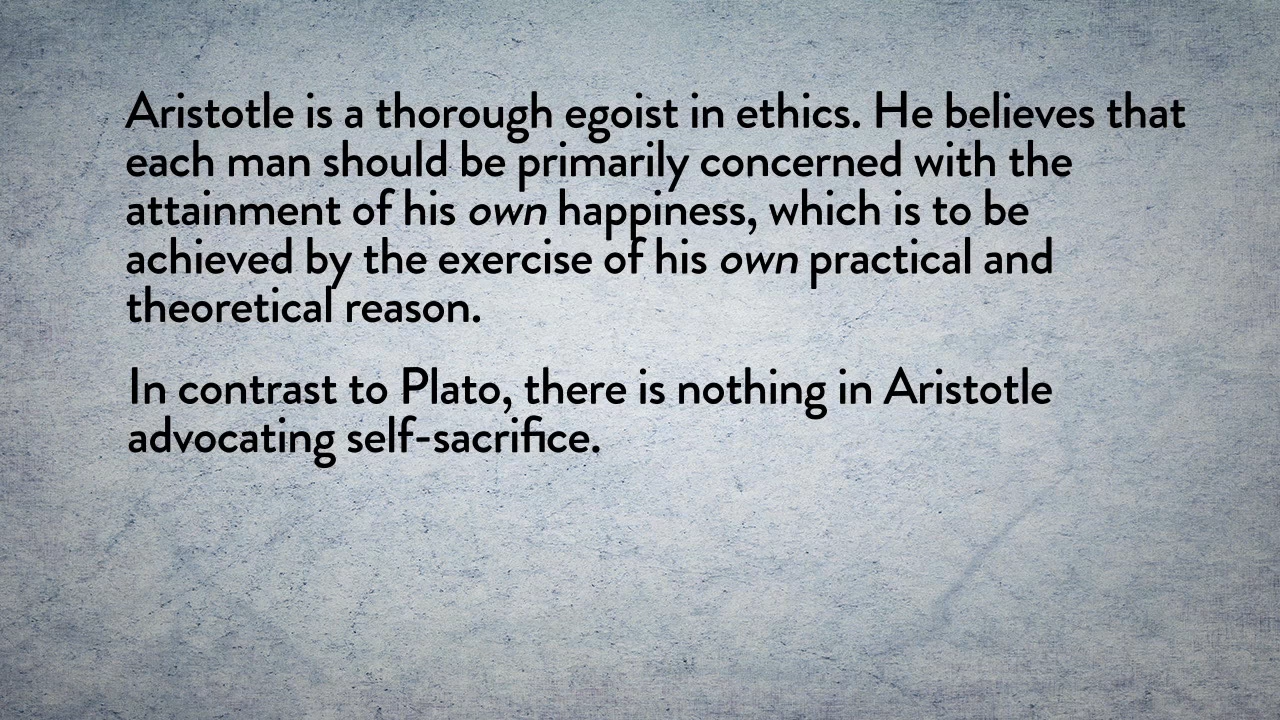 Aristotle is a thorough egoist in ethics. He believes that
each man should be primarily concerned with the
attainment of his own happiness, which is to be
achieved by the exercise of his own practical and
theoretical reason.
In contrast to Plato, there is nothing in Aristotle
advocating self-sacrifice.